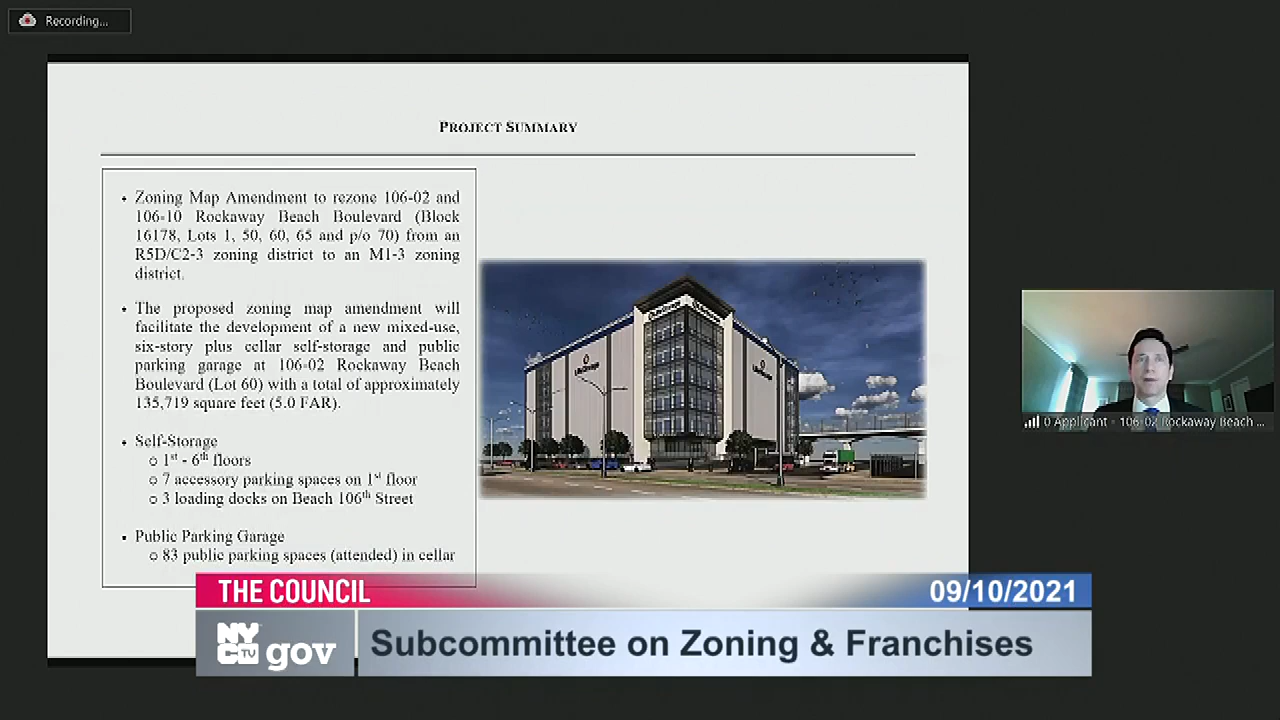 Recording...
PROJECT SUMMARY
• Zoning Map Amendment to rezone 106-02 and
106-10 Rockaway Beach Boulevard (Block
16178, Lots 1, 50, 60, 65 and p/o 70) from an
R5D/C2-3 zoning district to an M1-3 zoning
district.
• The proposed zoning map amendment will
facilitate the development of a new mixed-use,
six-story plus cellar self-storage and public
parking garage at 106-02 Rockaway Beach
Boulevard (Lot 60) with a total of approximately
135,719 square feet (5.0 FAR).
• Self-Storage
o 1st - 6th floors
o 7 accessory parking spaces on 1st floor
o 3 loading docks on Beach 106th Street
• Public Parking Garage
o 83 public parking spaces (attended) in cellar
0 Applicant - 106-02 Rockaway Beach ...
THE COUNCIL
09/10/2021
NYC TV gov
Subcommittee on Zoning & Franchises